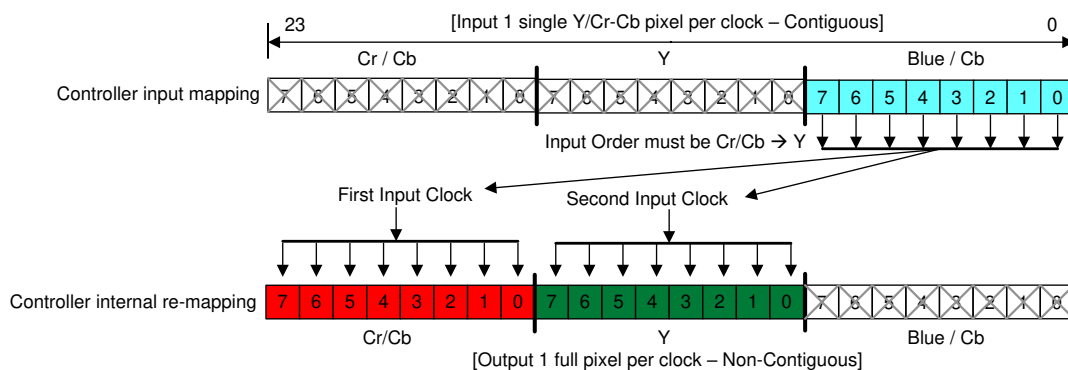 [Input 1 single Y/Cr-Cb pixel per clock – Contiguous]
23 0
Cr / Cb Y Blue / Cb
Controller input mapping 7 6 5 4 3 2 1 0 7 6 5 4 3 2 1 0 7 6 5 4 3 2 1 0
Input Order must be Cr/Cb → Y
First Input Clock Second Input Clock
Controller internal re-mapping 7 6 5 4 3 2 1 0 7 6 5 4 3 2 1 0 7 6 5 4 3 2 1 0
Cr/Cb Y Blue / Cb
[Output 1 full pixel per clock – Non-Contiguous]